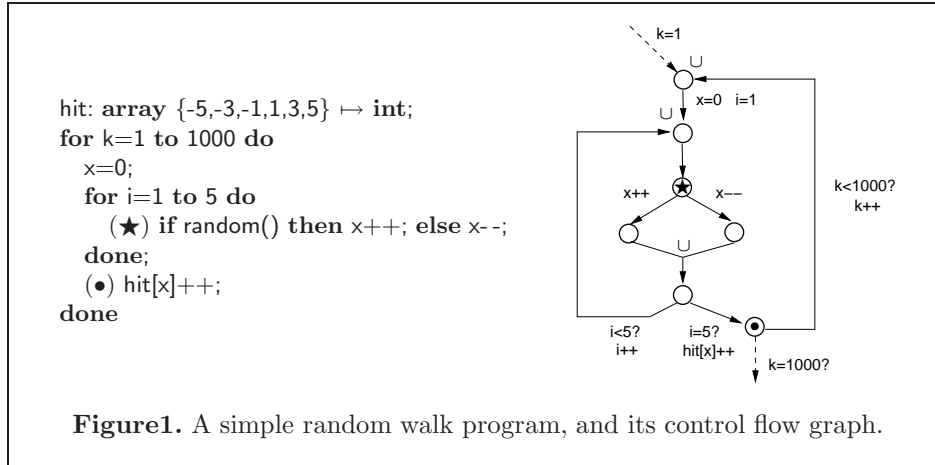 hit: array {-5,-3,-1,1,3,5} ↦ int;
for k=1 to 1000 do
x=0;
for i=1 to 5 do
(★) if random() then x++; else x--;
done;
(•) hit[x]++;
done
k=1
∪
x=0 i=1
∪
★
x++
x−−
∪
i<5?
i++
i=5?
hit[x]++
k<1000?
k++
k=1000?
Figure1. A simple random walk program, and its control flow graph.